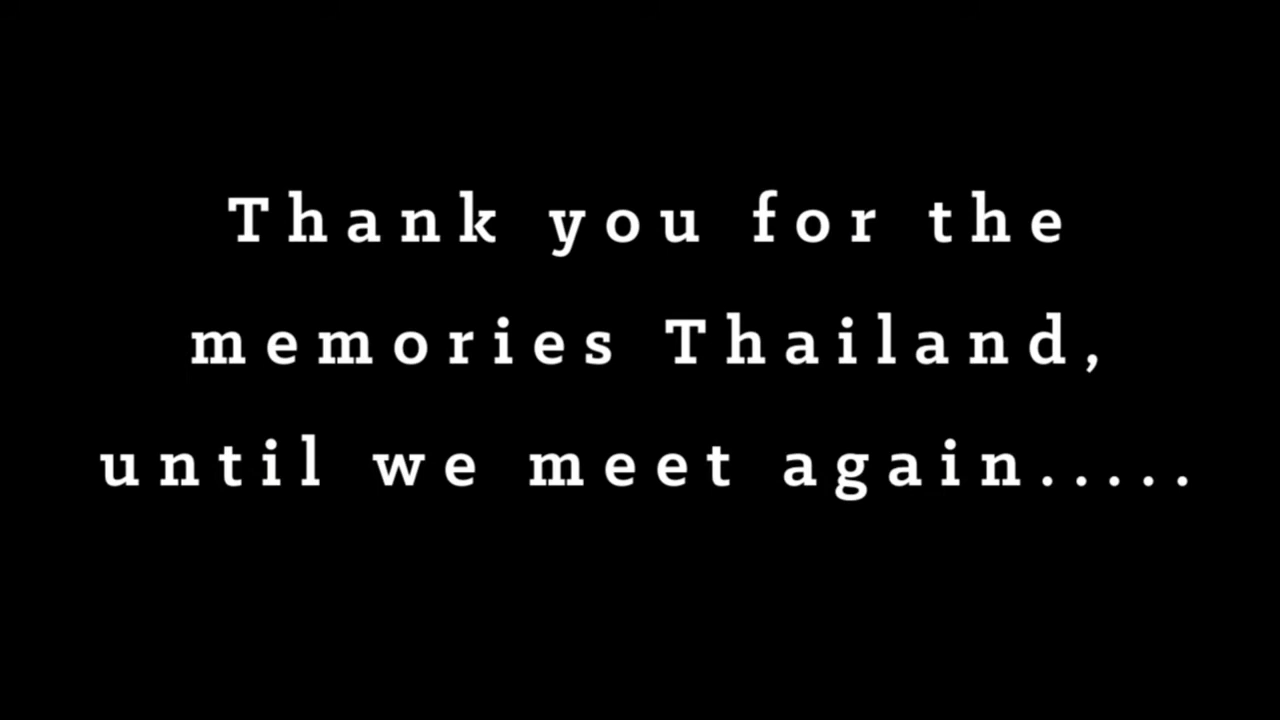 Thank you for the
memories Thailand,
until we meet again.....